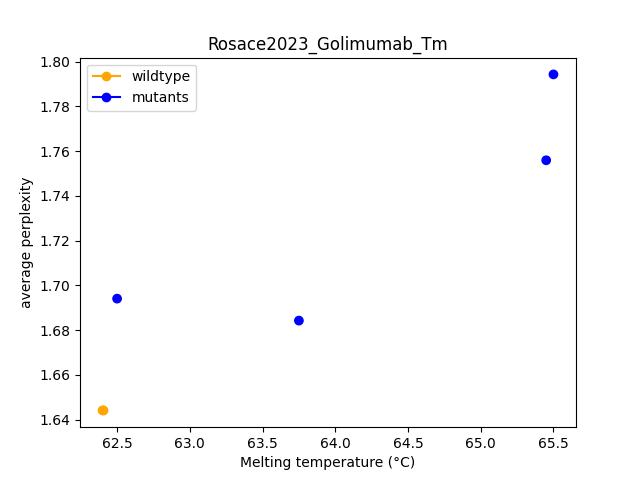 Rosace2023_Golimumab_Tm
wildtype
mutants
1.80
1.78
1.76
1.74
1.72
1.70
1.68
1.66
1.64
average perplexity
62.5 63.0 63.5 64.0 64.5 65.0 65.5
Melting temperature (°C)